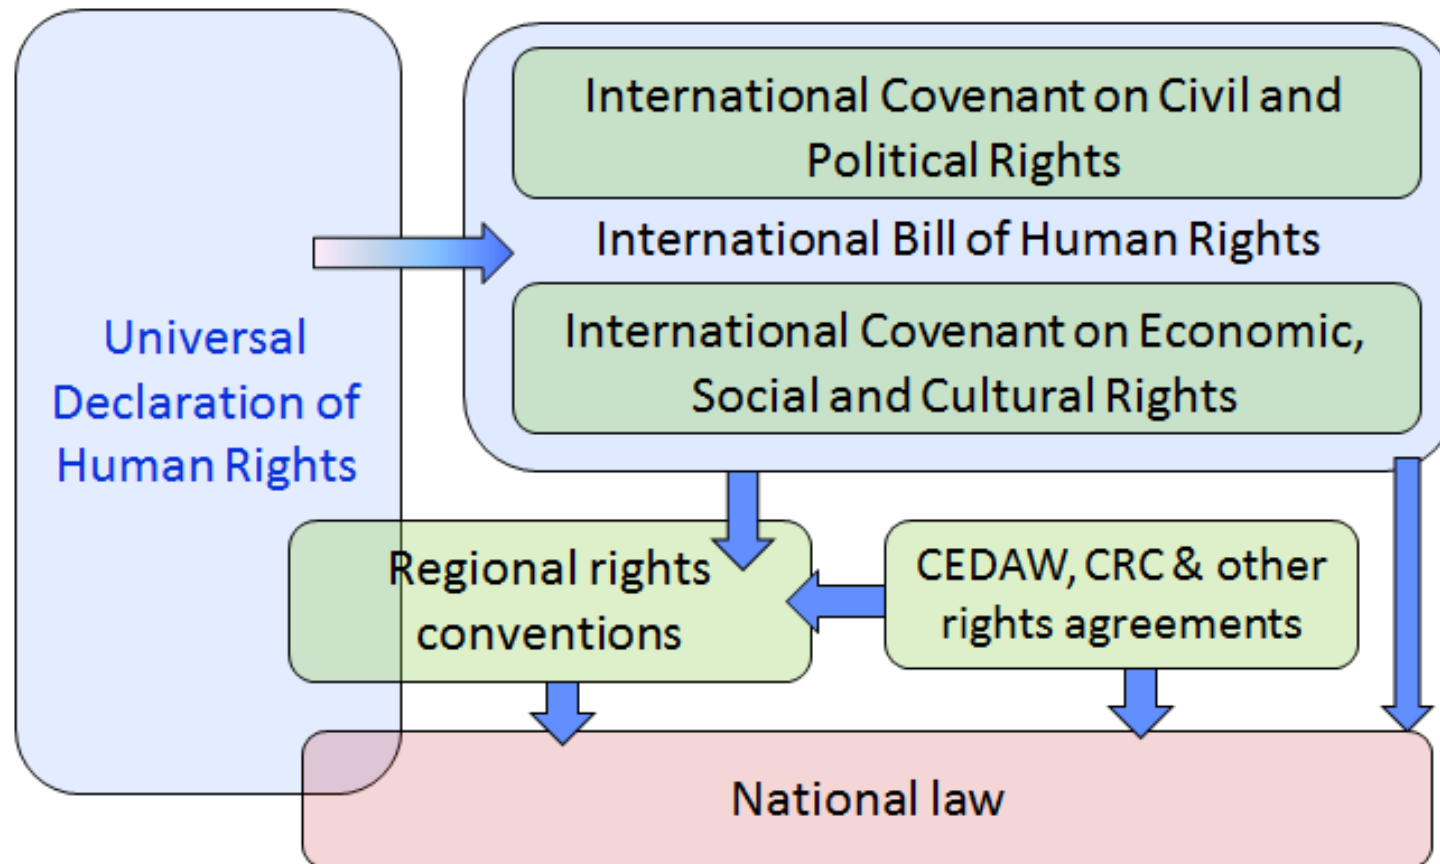 International Covenant on Civil and
Political Rights
International Bill of Human Rights
International Covenant on Economic,
Social and Cultural Rights
Universal
Declaration of
Human Rights
Regional rights
conventions
CEDAW, CRC & other
rights agreements
National law